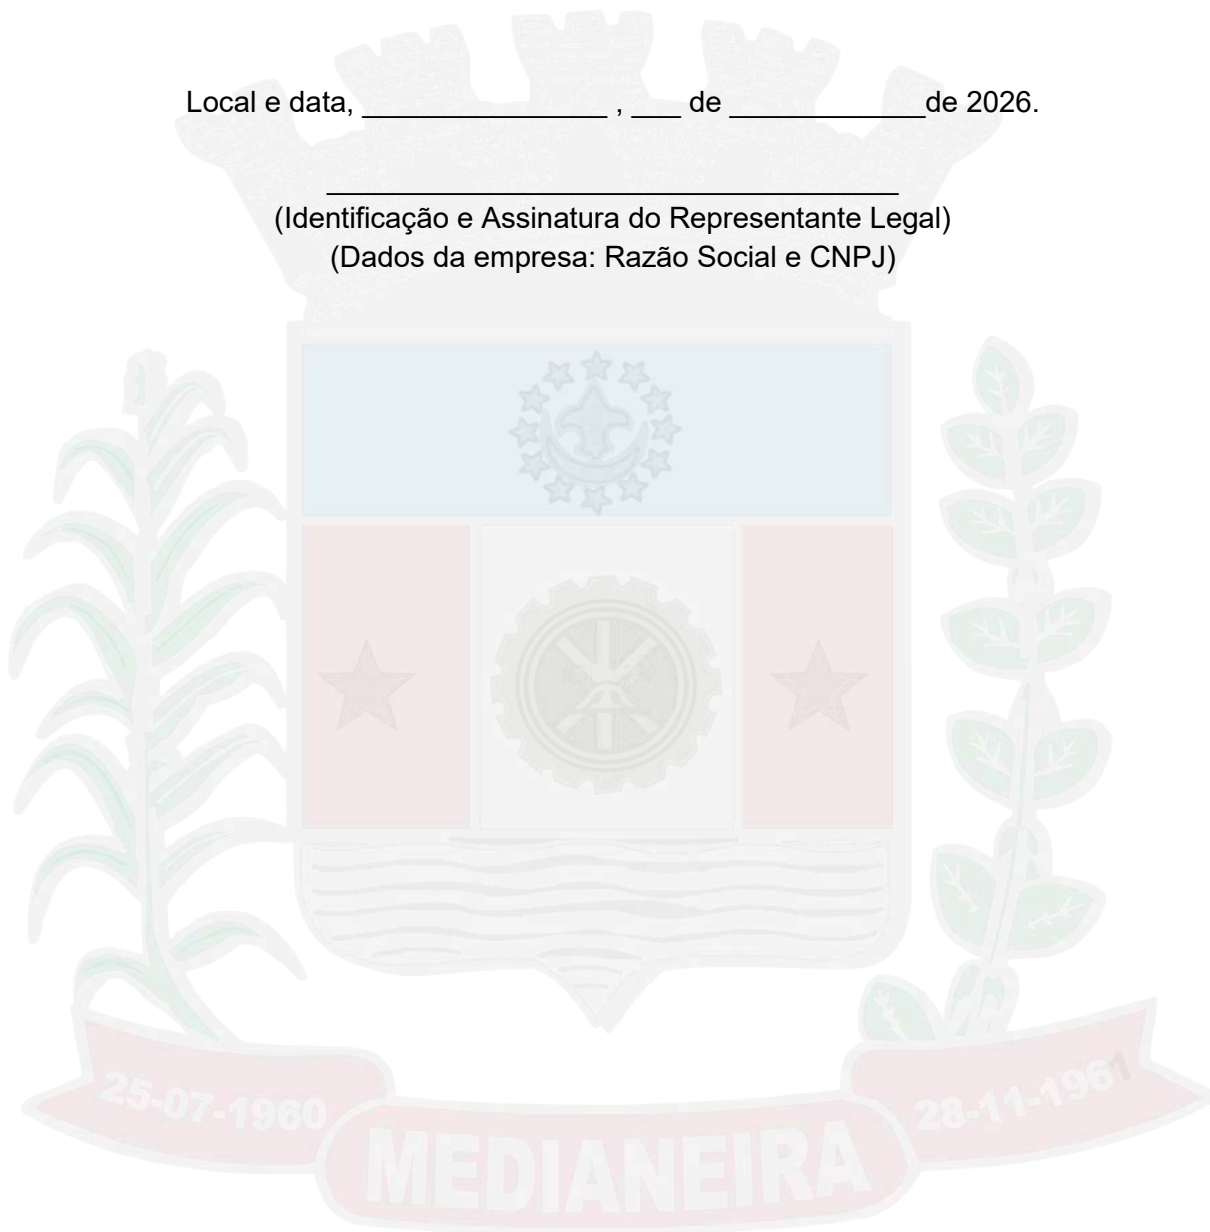 Local e data, _______________ , ___ de ____________de 2026.
___________________________________
(Identificação e Assinatura do Representante Legal)
(Dados da empresa: Razão Social e CNPJ)
25-07-1960
28-11-1961
MEDIANEIRA